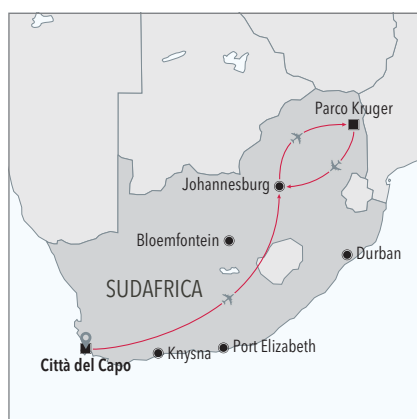 Parco Kruger
Johannesburg
Bloemfontein
Durban
SUDAFRICA
Port Elizabeth
Knysna
Città del Capo